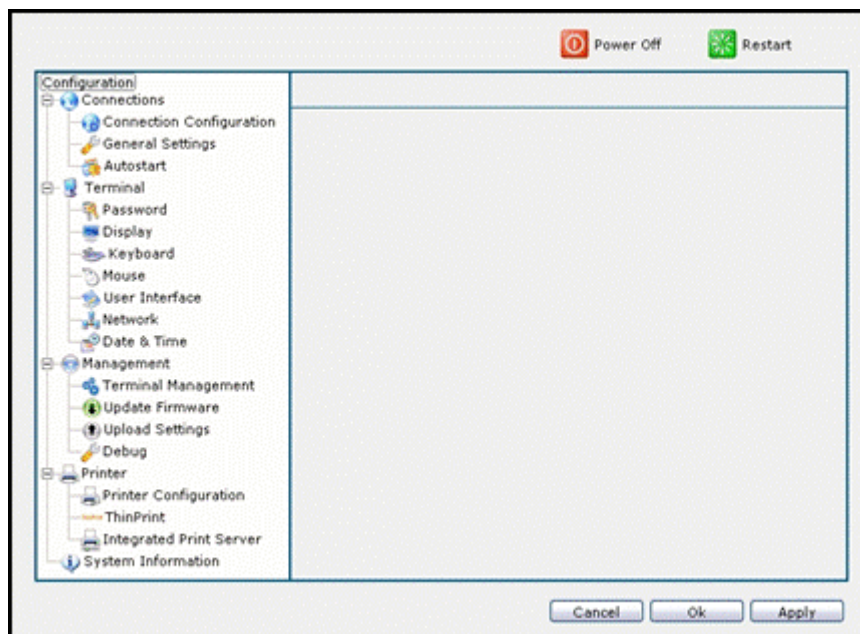 Power Off
Restart
Configuration
Connections
Connection Configuration
General Settings
Autostart
Terminal
Password
Display
Keyboard
Mouse
User Interface
Network
Date & Time
Management
Terminal Management
Update Firmware
Upload Settings
Debug
Printer
Printer Configuration
ThinPrint
Integrated Print Server
System Information
Cancel
Ok
Apply